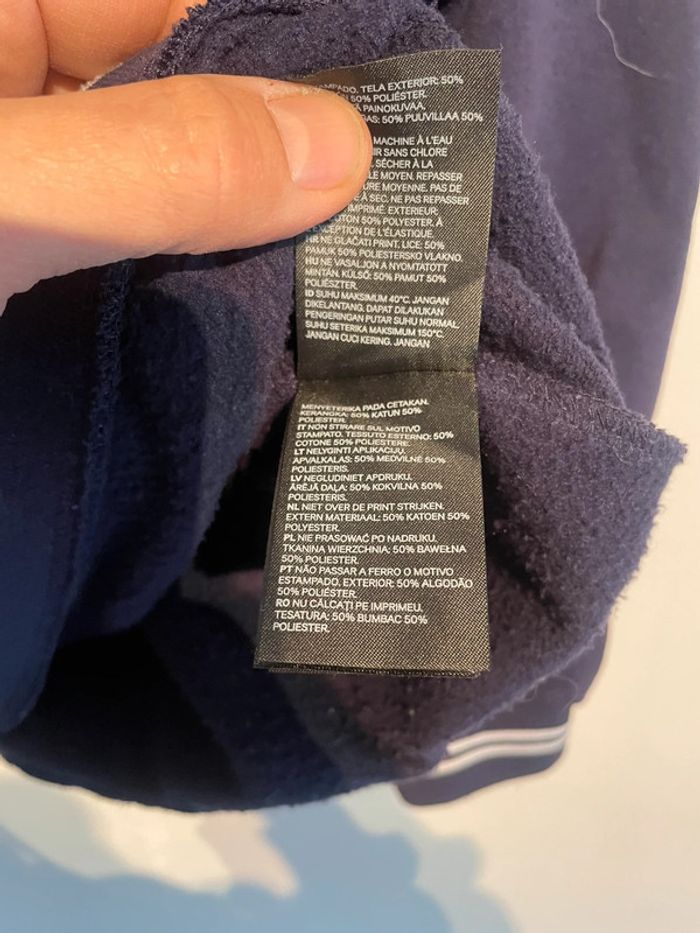 TELA EXTERIOR: 50%
50% POLIÉSTER.
PAINOKUVAA.
50% PUUVILLAA 50%
MACHINE À L'EAU
SANS CHLORE
SÉCHER À LA
MOYEN. REPASSER
MOYENNE. PAS DE
À SEC. NE PAS REPASSER
IMPRIMÉ. EXTERIEUR:
50% POLYESTER, À
L'EXCEPTION DE L'ÉLASTIQUE.
HR NE GLAČATI PRINT. LICE: 50%
PAMUK 50% POLIESTERSKO VLAKNO.
HU NE VASALJON A NYOMTATOTT
MINTÁN. KÜLSŐ: 50% PAMUT 50%
POLIÉSZTER.
ID SUHU MAKSIMUM 40°C. JANGAN
DIKELANTANG. DAPAT DILAKUKAN
PENGERINGAN PUTAR SUHU NORMAL.
SUHU SETERIKA MAKSIMUM 150°C.
JANGAN CUCI KERING. JANGAN
MENYETERIKA PADA CETAKAN.
KERANGKA: 50% KATUN 50%
POLIESTER.
IT NON STIRARE SUL MOTIVO
STAMPATO. TESSUTO ESTERNO: 50%
COTONE 50% POLIESTERE.
LT NELYGINTI APLIKACIJŲ.
APVALKALAS: 50% MEDVILNĖ 50%
POLIESTERIS.
LV NEGLUDINIET APDRUKU.
ĀRĒJĀ DAĻA: 50% KOKVILNA 50%
POLIESTERIS.
NL NIET OVER DE PRINT STRIJKEN.
EXTERN MATERIAAL: 50% KATOEN 50%
POLYESTER.
PL NIE PRASOWAĆ PO NADRUKU.
TKANINA WIERZCHNIA: 50% BAWEŁNA
50% POLIESTER.
PT NÃO PASSAR A FERRO O MOTIVO
ESTAMPADO. EXTERIOR: 50% ALGODÃO
50% POLIÉSTER.
RO NU CĂLCAȚI PE IMPRIMEU.
TESATURA: 50% BUMBAC 50%
POLIESTER.